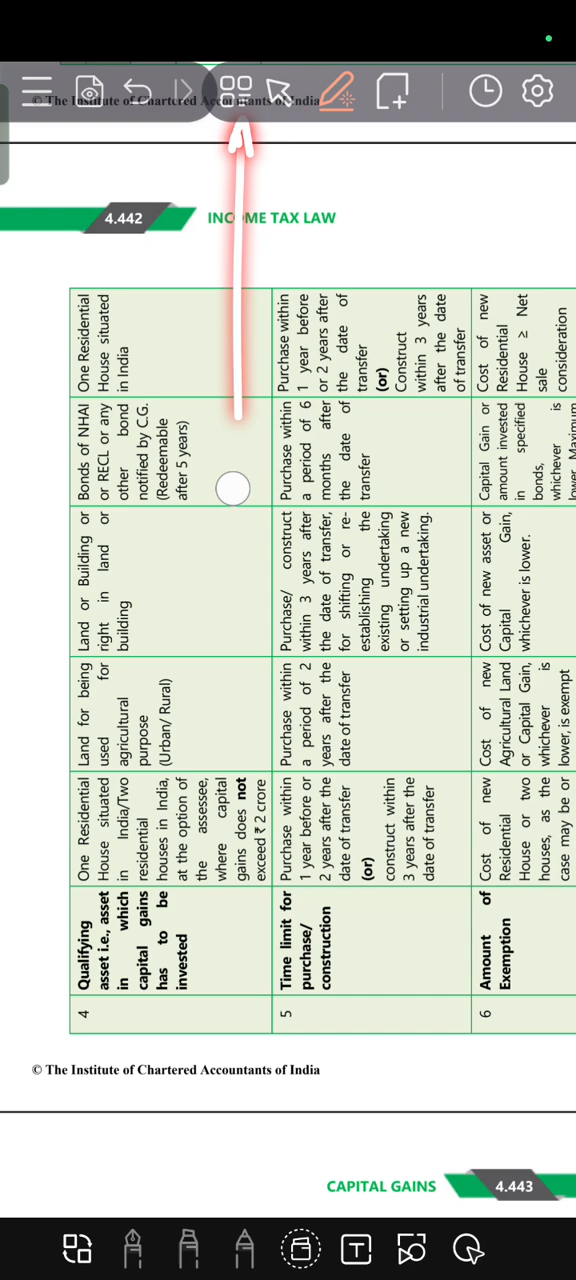 © The Institute of Chartered Accountants of India
4.442 INCOME TAX LAW
4
Qualifying
asset i.e., asset
in which
capital gains
has to be
invested
One Residential
House situated
in India/Two
residential
houses in India,
at the option of
the assessee,
where capital
gains does not
exceed ₹ 2 crore
Land for being
used for
agricultural
purpose
(Urban/ Rural)
Land or Building or
right in land or
building
Bonds of NHAI
or RECL or any
other bond
notified by C.G.
(Redeemable
after 5 years)
One Residential
House situated
in India
5
Time limit for
purchase/
construction
Purchase within
1 year before or
2 years after the
date of transfer
(or)
construct within
3 years after the
date of transfer
Purchase within
a period of 2
years after the
date of transfer
Purchase/ construct
within 3 years after
the date of transfer,
for shifting or re-
establishing the
existing undertaking
or setting up a new
industrial undertaking.
Purchase within
a period of 6
months after
the date of
transfer
Purchase within
1 year before
or 2 years after
the date of
transfer
(or)
Construct
within 3 years
after the date
of transfer
6
Amount of
Exemption
Cost of new
Residential
House or two
houses, as the
case may be or
Cost of new
Agricultural Land
or Capital Gain,
whichever is
lower, is exempt
Cost of new asset or
Capital Gain,
whichever is lower.
Capital Gain or
amount invested
in specified
bonds,
whichever is
lower. Maximum
Cost of new
Residential
House ≥ Net
sale
consideration
© The Institute of Chartered Accountants of India
CAPITAL GAINS 4.443
T